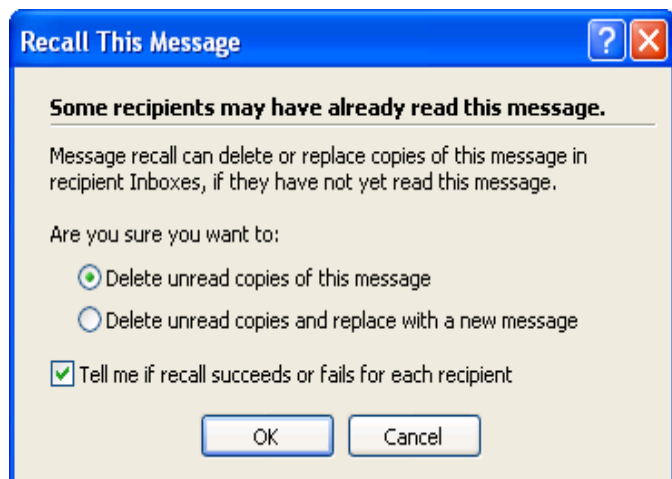 Recall This Message
Some recipients may have already read this message.
Message recall can delete or replace copies of this message in
recipient Inboxes, if they have not yet read this message.
Are you sure you want to:
Delete unread copies of this message
Delete unread copies and replace with a new message
Tell me if recall succeeds or fails for each recipient
OK
Cancel